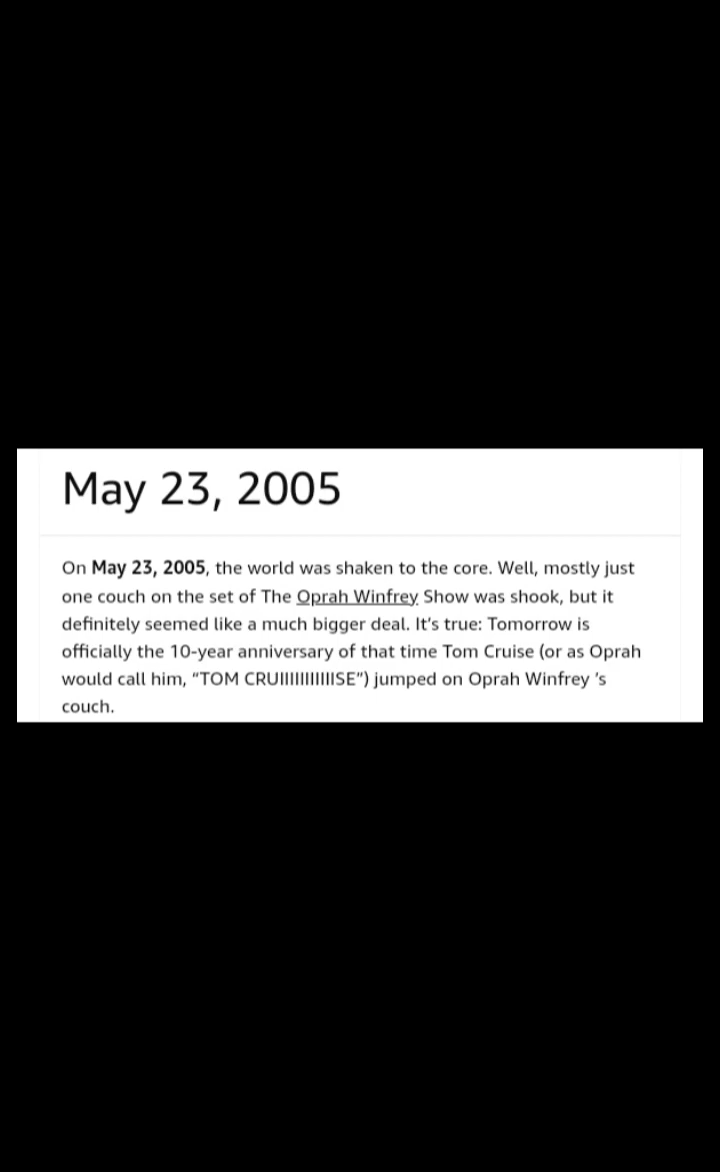 May 23, 2005
On May 23, 2005, the world was shaken to the core. Well, mostly just
one couch on the set of The Oprah Winfrey Show was shook, but it
definitely seemed like a much bigger deal. It’s true: Tomorrow is
officially the 10-year anniversary of that time Tom Cruise (or as Oprah
would call him, “TOM CRUIIIIIIIIIIISE”) jumped on Oprah Winfrey ’s
couch.